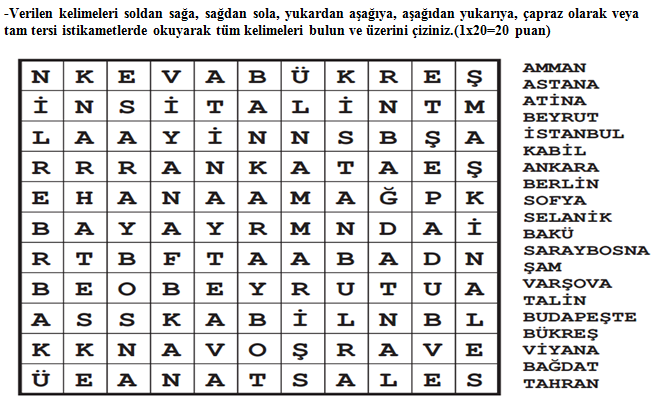 -Verilen kelimeleri soldan sağa, sağdan sola, yukardan aşağıya, aşağıdan yukarıya, çapraz olarak veya
tam tersi istikametlerde okuyarak tüm kelimeleri bulun ve üzerini çiziniz.(1x20=20 puan)
N K E V A B Ü K R E Ş
İ N S İ T A L İ N T M
L A A Y İ N N S B Ş A
R R R A N K A T A E Ş
E H A N A A M A Ğ P K
B A Y A Y R M N D A İ
R T B F T A A B A D N
B E O B E Y R U T U A
A S S K A B İ L N B L
K K N A V O Ş R A V E
Ü E A N A T S A L E S
AMMAN
ASTANA
ATİNA
BEYRUT
İSTANBUL
KABİL
ANKARA
BERLİN
SOFYA
SELANİK
BAKÜ
SARAYBOSNA
ŞAM
VARŞOVA
TALİN
BUDAPEŞTE
BÜKREŞ
VİYANA
BAĞDAT
TAHRAN